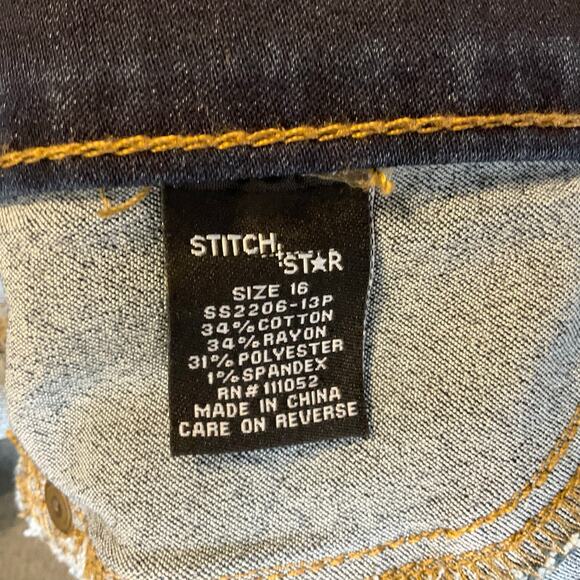 STITCH
STAR
SIZE 16
SS2206-13P
34% COTTON
34% RAYON
31% POLYESTER
1% SPANDEX
RN# 111052
MADE IN CHINA
CARE ON REVERSE